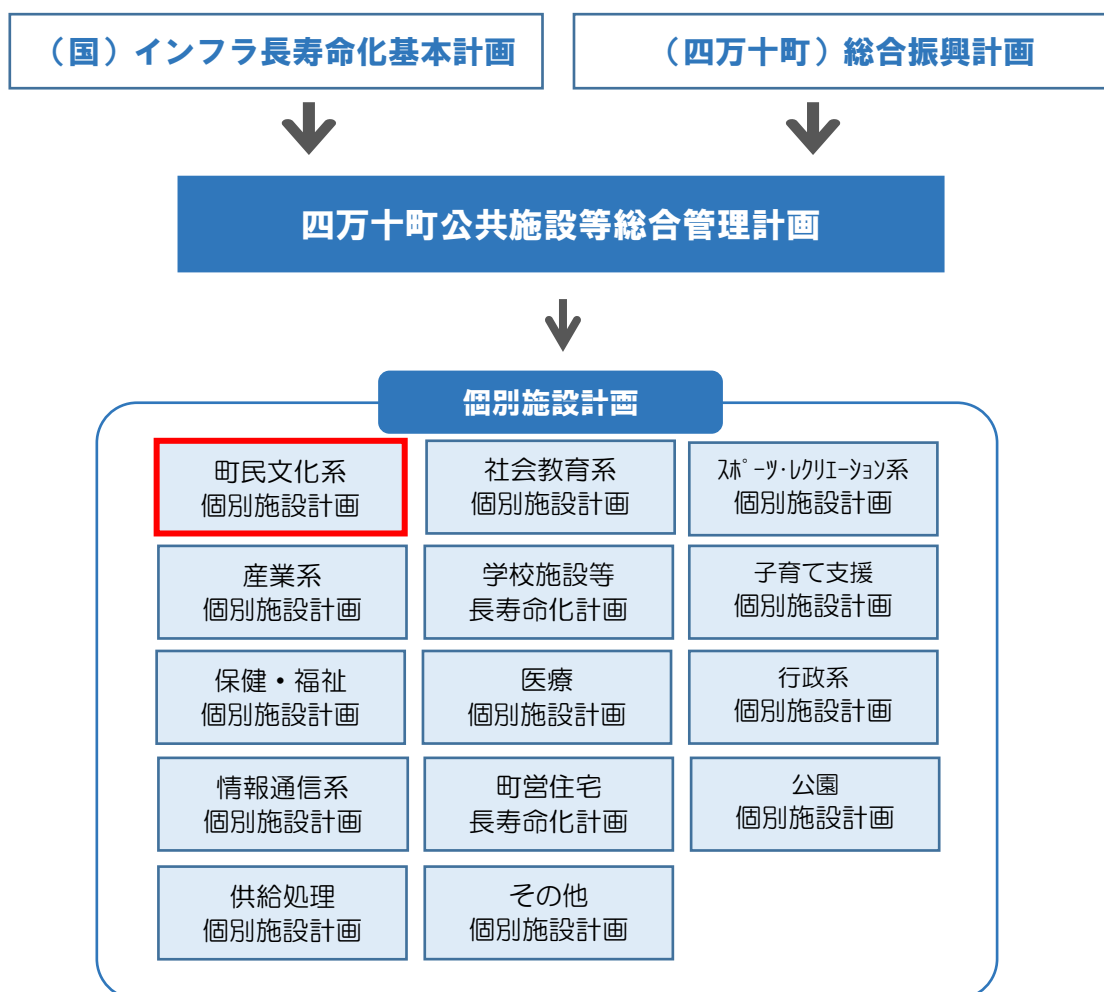 （国）インフラ長寿命化基本計画
（四万十町）総合振興計画
四万十町公共施設等総合管理計画
個別施設計画
町民文化系
個別施設計画
社会教育系
個別施設計画
ｽﾎﾟｰﾂ･ﾚｸﾘｴｰｼｮﾝ系
個別施設計画
産業系
個別施設計画
学校施設等
長寿命化計画
子育て支援
個別施設計画
保健・福祉
個別施設計画
医療
個別施設計画
行政系
個別施設計画
情報通信系
個別施設計画
町営住宅
長寿命化計画
公園
個別施設計画
供給処理
個別施設計画
その他
個別施設計画